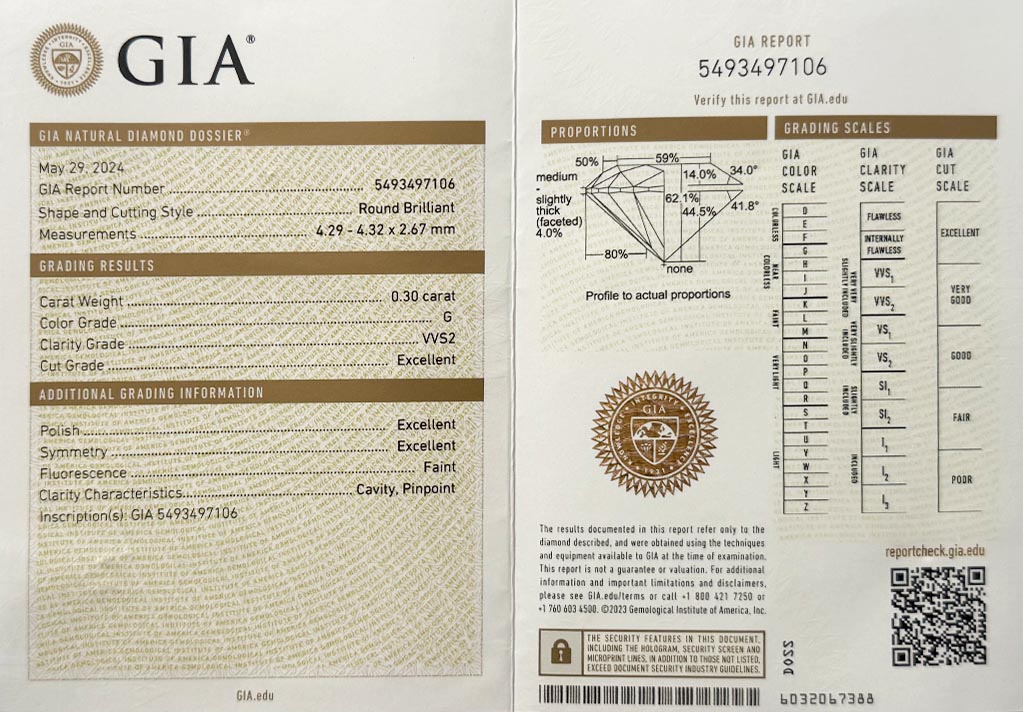 GIA®
GIA NATURAL DIAMOND DOSSIER®
May 29, 2024
GIA Report Number 5493497106
Shape and Cutting Style Round Brilliant
Measurements 4.29 - 4.32 x 2.67 mm
GRADING RESULTS
Carat Weight 0.30 carat
Color Grade G
Clarity Grade VVS2
Cut Grade Excellent
ADDITIONAL GRADING INFORMATION
Polish Excellent
Symmetry Excellent
Fluorescence Faint
Clarity Characteristics Cavity, Pinpoint
Inscription(s): GIA 5493497106
GIA.edu
GIA REPORT
5493497106
Verify this report at GIA.edu
PROPORTIONS
50%
59%
medium
-
slightly
thick
(faceted)
4.0%
14.0%
34.0°
62.1%
44.5%
41.8°
80%
none
Profile to actual proportions
GIA
INTEGRITY
1931
The results documented in this report refer only to the
diamond described, and were obtained using the techniques
and equipment available to GIA at the time of examination.
This report is not a guarantee or valuation. For additional
information and important limitations and disclaimers,
please see GIA.edu/terms or call +1 800 421 7250 or
+1 760 603 4500. ©2023 Gemological Institute of America, Inc.
THE SECURITY FEATURES IN THIS DOCUMENT,
INCLUDING THE HOLOGRAM, SECURITY SCREEN AND
MICROPRINT LINES, IN ADDITION TO THOSE NOT LISTED,
EXCEED DOCUMENT SECURITY INDUSTRY GUIDELINES.
GRADING SCALES
GIA
COLOR
SCALE
COLORLESS
D
E
F
NEAR COLORLESS
G
H
I
J
FAINT
K
L
M
VERY LIGHT
N
O
P
Q
R
LIGHT
S
T
U
V
W
X
Y
Z
GIA
CLARITY
SCALE
FLAWLESS
INTERNALLY
FLAWLESS
VERY VERY SLIGHTLY INCLUDED
VVS1
VVS2
VERY SLIGHTLY INCLUDED
VS1
VS2
SLIGHTLY INCLUDED
SI1
SI2
INCLUDED
I1
I2
I3
GIA
CUT
SCALE
EXCELLENT
VERY
GOOD
GOOD
FAIR
POOR
reportcheck.gia.edu
D022
6032067388